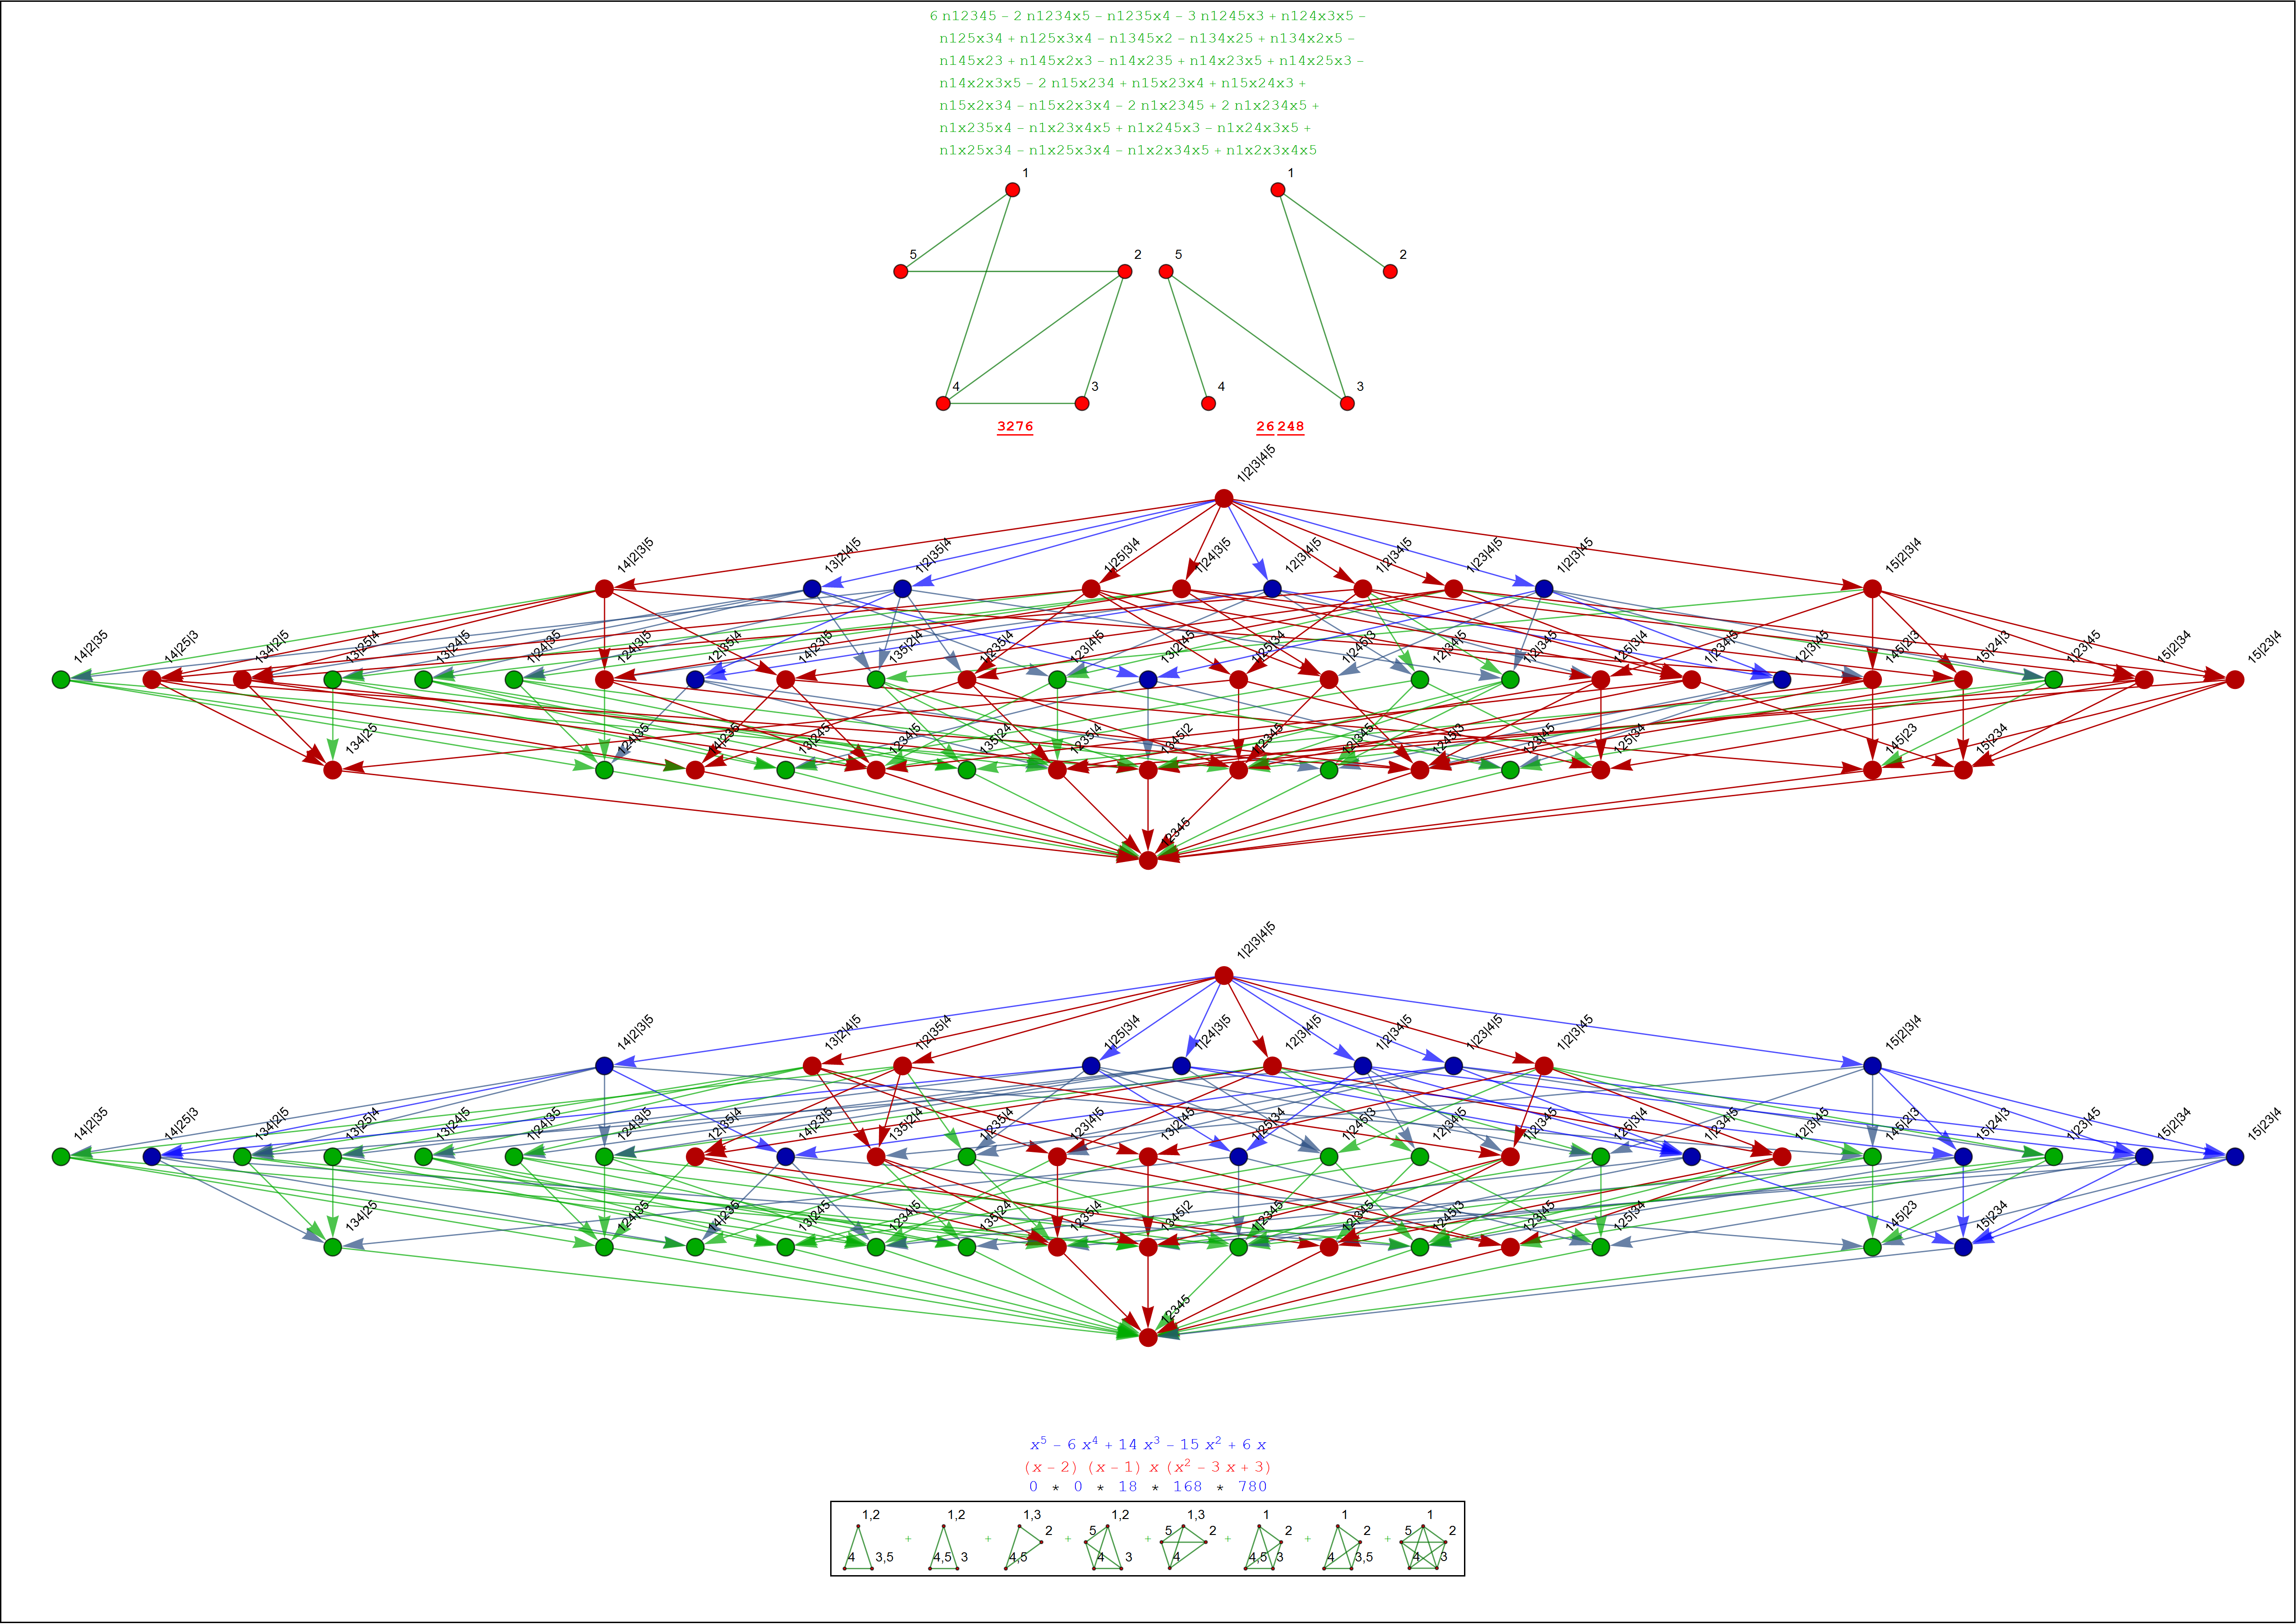 6 n12345 – 2 n1234x5 – n1235x4 – 3 n1245x3 + n124x3x5 –
n125x34 + n125x3x4 – n1345x2 – n134x25 + n134x2x5 –
n145x23 + n145x2x3 – n14x235 + n14x23x5 + n14x25x3 –
n14x2x3x5 – 2 n15x234 + n15x23x4 + n15x24x3 +
n15x2x34 – n15x2x3x4 – 2 n1x2345 + 2 n1x234x5 +
n1x235x4 – n1x23x4x5 + n1x245x3 – n1x24x3x5 +
n1x25x34 – n1x25x3x4 – n1x2x34x5 + n1x2x3x4x5
1 1
5 2 5 2
4 3 4 3
3276 26 248
1|2|3|4|5
14|2|3|5 13|2|4|5 1|2|35|4 1|25|3|4 1|24|3|5 12|3|4|5 1|2|34|5 1|23|4|5 1|2|3|45 15|2|3|4
14|2|35 14|25|3 134|2|5 13|25|4 13|24|5 1|24|35 124|3|5 12|35|4 14|23|5 135|2|4 1|235|4 123|4|5 13|2|45 1|25|34 1|245|3 12|34|5 1|2|345 125|3|4 1|234|5 12|3|45 145|2|3 15|24|3 1|23|45 15|2|34 15|23|4
134|25 124|35 14|235 13|245 1234|5 135|24 1235|4 1345|2 1|2345 12|345 1245|3 123|45 125|34 145|23 15|234
12345
1|2|3|4|5
14|2|3|5 13|2|4|5 1|2|35|4 1|25|3|4 1|24|3|5 12|3|4|5 1|2|34|5 1|23|4|5 1|2|3|45 15|2|3|4
14|2|35 14|25|3 134|2|5 13|25|4 13|24|5 1|24|35 124|3|5 12|35|4 14|23|5 135|2|4 1|235|4 123|4|5 13|2|45 1|25|34 1|245|3 12|34|5 1|2|345 125|3|4 1|234|5 12|3|45 145|2|3 15|24|3 1|23|45 15|2|34 15|23|4
134|25 124|35 14|235 13|245 1234|5 135|24 1235|4 1345|2 1|2345 12|345 1245|3 123|45 125|34 145|23 15|234
12345
x⁵ – 6 x⁴ + 14 x³ – 15 x² + 6 x
(x – 2) (x – 1) x (x² – 3 x + 3)
0 * 0 * 18 * 168 * 780
1,2 1,2 1,3 1,2 1,3 1 1 1
2 5 5 2 2 2 5 2
+ + + + + + +
4 3,5 4,5 3 4,5 4 3 4 4,5 3 4 3,5 4 3